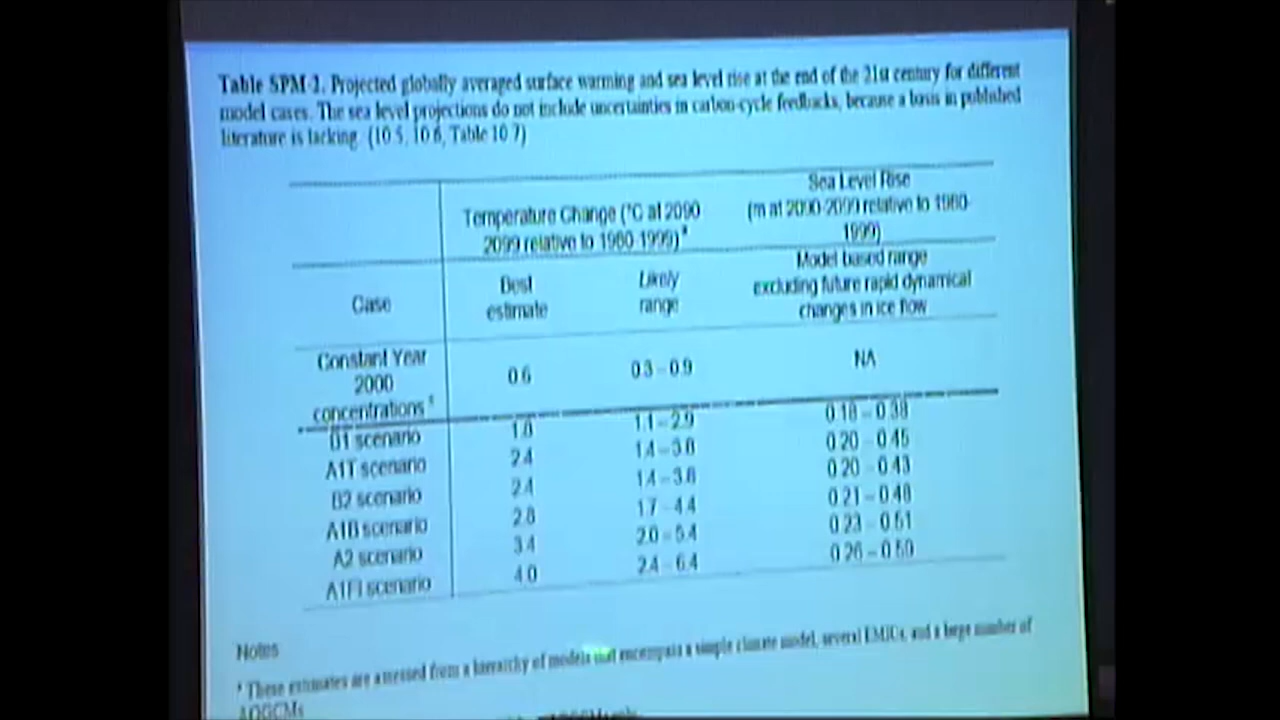 Table SPM-2. Projected globally averaged surface warming and sea level rise at the end of the 21st century for different
model cases. The sea level projections do not include uncertainties in carbon-cycle feedbacks, because a basis in published
literature is lacking. (10.5, 10.6, Table 10.7)
Temperature Change (°C at 2090
2099 relative to 1980-1999) a
Sea Level Rise
(m at 2090-2099 relative to 1980-
1999)
Case
Best
estimate
Likely
range
Model based range
excluding future rapid dynamical
changes in ice flow
Constant Year
2000
concentrations
0.6
0.3 – 0.9
NA
B1 scenario 1.8 1.1 – 2.9 0.18 – 0.38
A1T scenario 2.4 1.4 – 3.8 0.20 – 0.45
B2 scenario 2.4 1.4 – 3.8 0.20 – 0.43
A1B scenario 2.8 1.7 – 4.4 0.21 – 0.48
A2 scenario 3.4 2.0 – 5.4 0.23 – 0.51
A1FI scenario 4.0 2.4 – 6.4 0.26 – 0.59
Notes
a These estimates are assessed from a hierarchy of models that encompass a simple climate model, several EMICs, and a large number of
AOGCMs